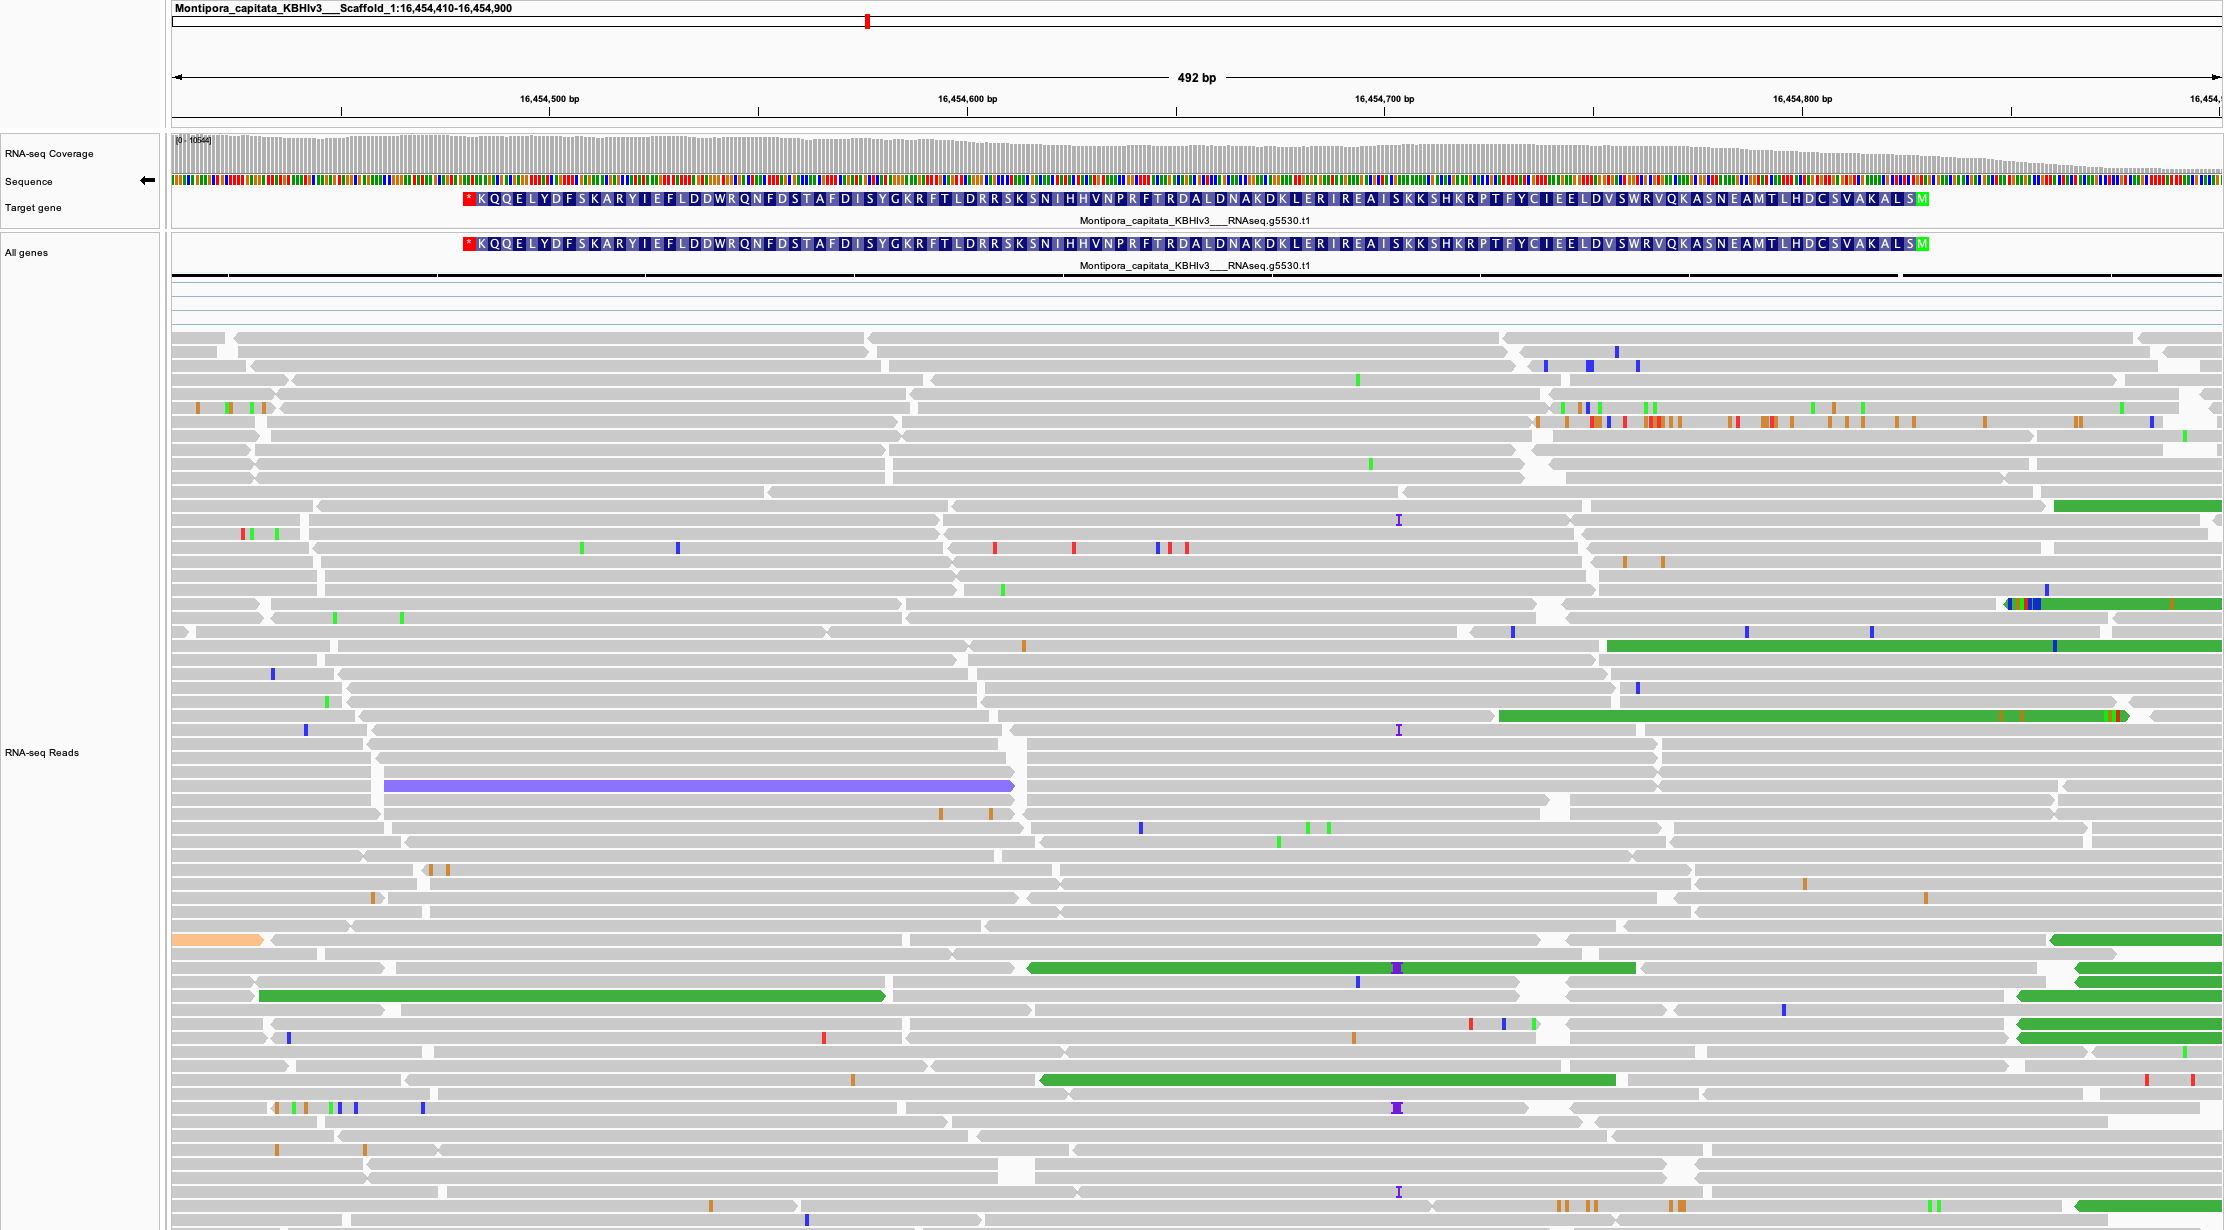 Montipora_capitata_KBHIv3___Scaffold_1:16,454,410-16,454,900
492 bp
16,454,500 bp 16,454,600 bp 16,454,700 bp 16,454,800 bp 16,454,
RNA-seq Coverage [0 - 10544]
Sequence
Target gene * K Q Q E L Y D F S K A R Y I E F L D D W R Q N F D S T A F D I S Y G K R F T L D R R S K S N I H H V N P R F T R D A L D N A K D K L E R I R E A I S K K S H K R P T F Y C I E E L D V S W R V Q K A S N E A M T L H D C S V A K A L S M
Montipora_capitata_KBHIv3___RNAseq.g5530.t1
All genes * K Q Q E L Y D F S K A R Y I E F L D D W R Q N F D S T A F D I S Y G K R F T L D R R S K S N I H H V N P R F T R D A L D N A K D K L E R I R E A I S K K S H K R P T F Y C I E E L D V S W R V Q K A S N E A M T L H D C S V A K A L S M
Montipora_capitata_KBHIv3___RNAseq.g5530.t1
RNA-seq Reads